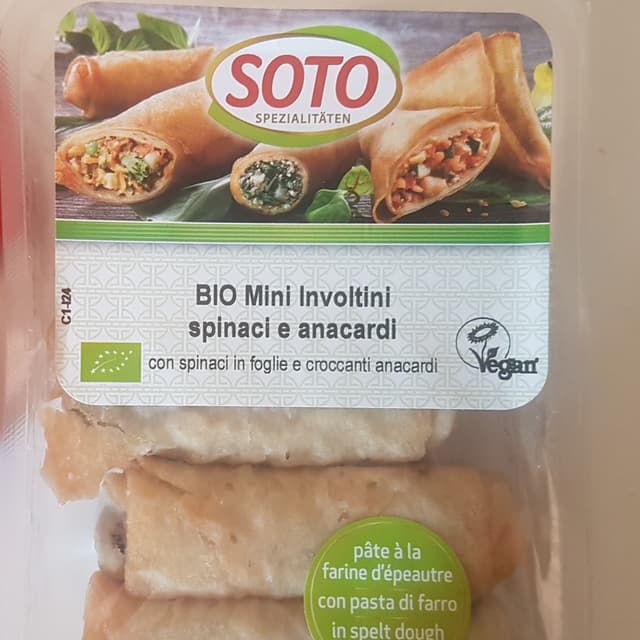 SOTO
SPEZIALITÄTEN
C1-I24
BIO Mini Involtini
spinaci e anacardi
con spinaci in foglie e croccanti anacardi
Vegan
pâte à la
farine d'épeautre
con pasta di farro
in spelt dough